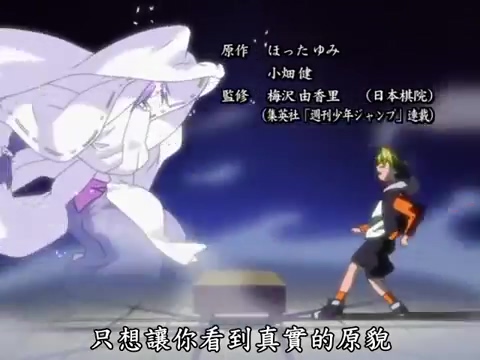 原作　ほったゆみ
小畑 健
監修　梅沢 由香里　（日本棋院）
（集英社「週刊少年ジャンプ」連載）
只想讓你看到真實的原貌